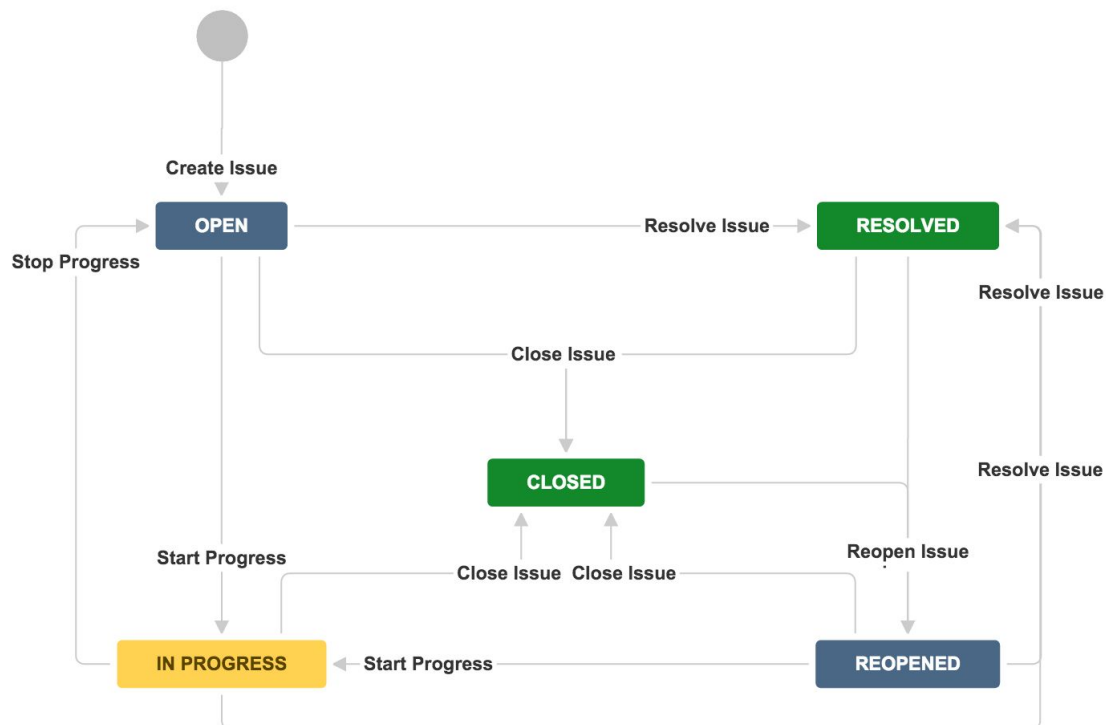 Create Issue
OPEN
Resolve Issue
RESOLVED
Stop Progress
Resolve Issue
Close Issue
Resolve Issue
CLOSED
Start Progress
Reopen Issue
Close Issue
Close Issue
IN PROGRESS
Start Progress
REOPENED